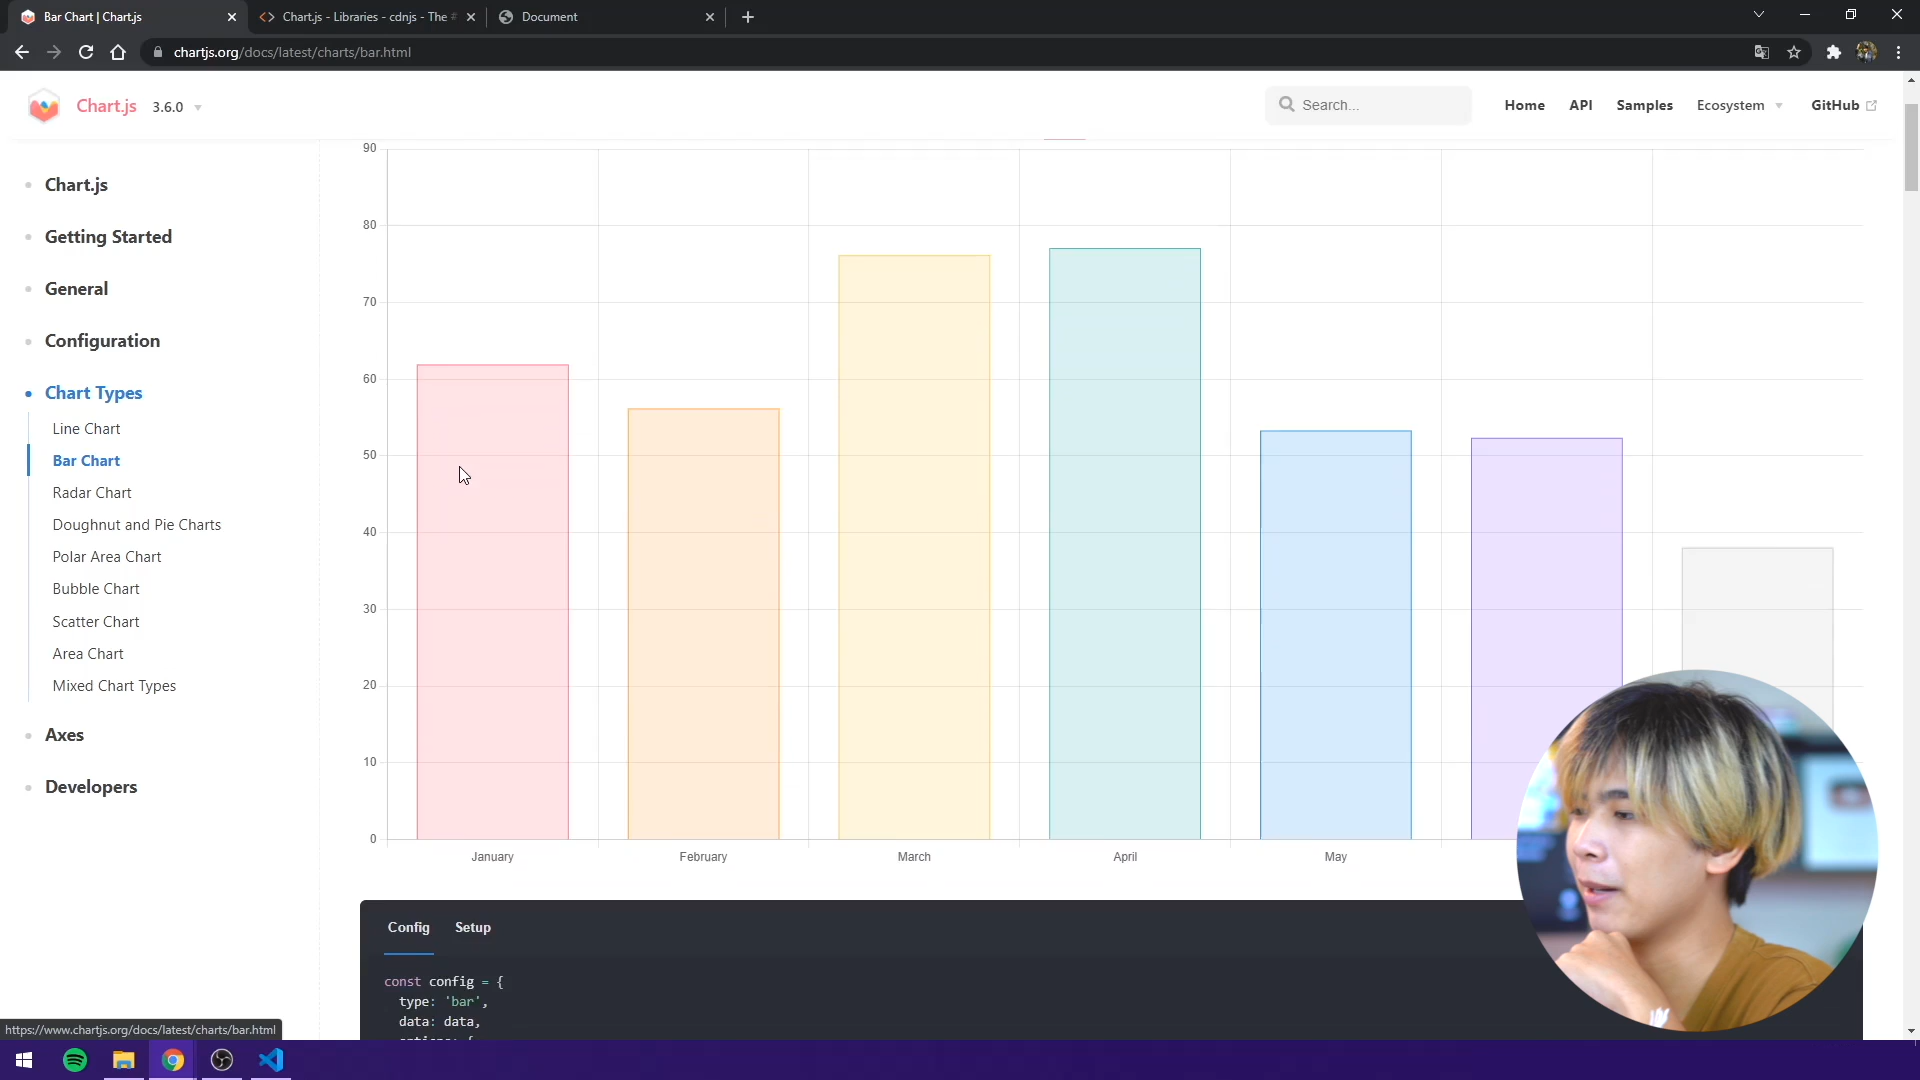 Bar Chart | Chart.js
Chart.js - Libraries - cdnjs - The #
Document
chartjs.org/docs/latest/charts/bar.html
Chart.js 3.6.0
Search...
Home API Samples Ecosystem GitHub
Chart.js
Getting Started
General
Configuration
Chart Types
Line Chart
Bar Chart
Radar Chart
Doughnut and Pie Charts
Polar Area Chart
Bubble Chart
Scatter Chart
Area Chart
Mixed Chart Types
Axes
Developers
90
80
70
60
50
40
30
20
10
0
January February March April May
Config Setup
const config = {
type: 'bar',
data: data,
options: {
https://www.chartjs.org/docs/latest/charts/bar.html